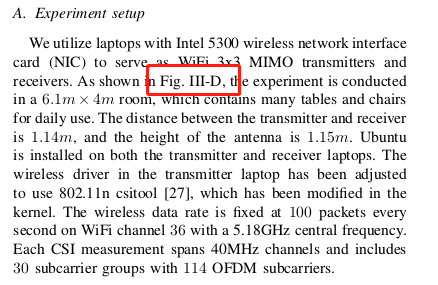 A. Experiment setup
We utilize laptops with Intel 5300 wireless network interface
card (NIC) to serve as WiFi 3x3 MIMO transmitters and
receivers. As shown in Fig. III-D, the experiment is conducted
in a 6.1m × 4m room, which contains many tables and chairs
for daily use. The distance between the transmitter and receiver
is 1.14m, and the height of the antenna is 1.15m. Ubuntu
is installed on both the transmitter and receiver laptops. The
wireless driver in the transmitter laptop has been adjusted
to use 802.11n csitool [27], which has been modified in the
kernel. The wireless data rate is fixed at 100 packets every
second on WiFi channel 36 with a 5.18GHz central frequency.
Each CSI measurement spans 40MHz channels and includes
30 subcarrier groups with 114 OFDM subcarriers.